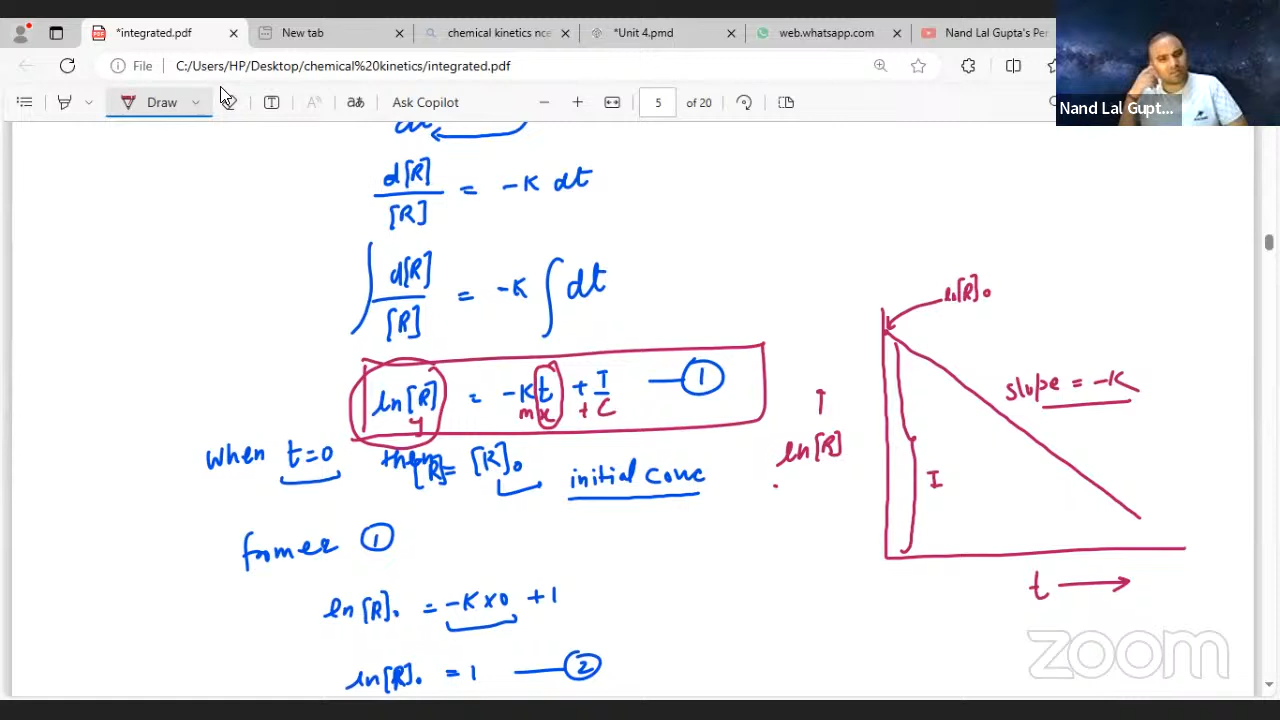 *integrated.pdf
New tab
chemical kinetics nce
*Unit 4.pmd
web.whatsapp.com
Nand Lal Gupta's Per
File C:/Users/HP/Desktop/chemical%20kinetics/integrated.pdf
Draw
Ask Copilot
5 of 20
Nand Lal Gupt...
d[R]/[R] = -K dt
∫ d[R]/[R] = -K ∫ dt
ln[R] = -Kt + I ① 
y mx + C
when t=0 then [R]= [R]₀ initial conc
from er ①
ln[R]₀ = -K×0 + I
ln[R]₀ = I ②
ln[R]₀
slope = -K
ln[R]
I
t
zoom